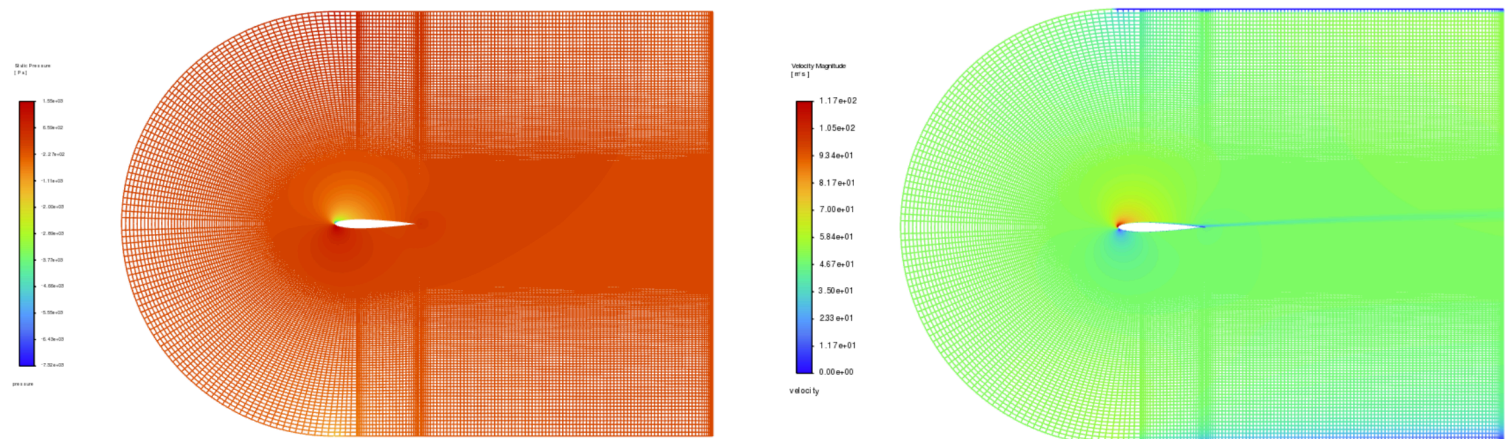 Static Pressure
[ Pa ]
1.55e+03
6.59e+02
-2.27e+02
-1.11e+03
-2.00e+03
-2.89e+03
-3.77e+03
-4.66e+03
-5.55e+03
-6.43e+03
-7.32e+03
pressure
Velocity Magnitude
[ m/s ]
1.17e+02
1.05e+02
9.34e+01
8.17e+01
7.00e+01
5.84e+01
4.67e+01
3.50e+01
2.33e+01
1.17e+01
0.00e+00
velocity